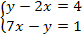 y − 2x = 4
7x − y = 1